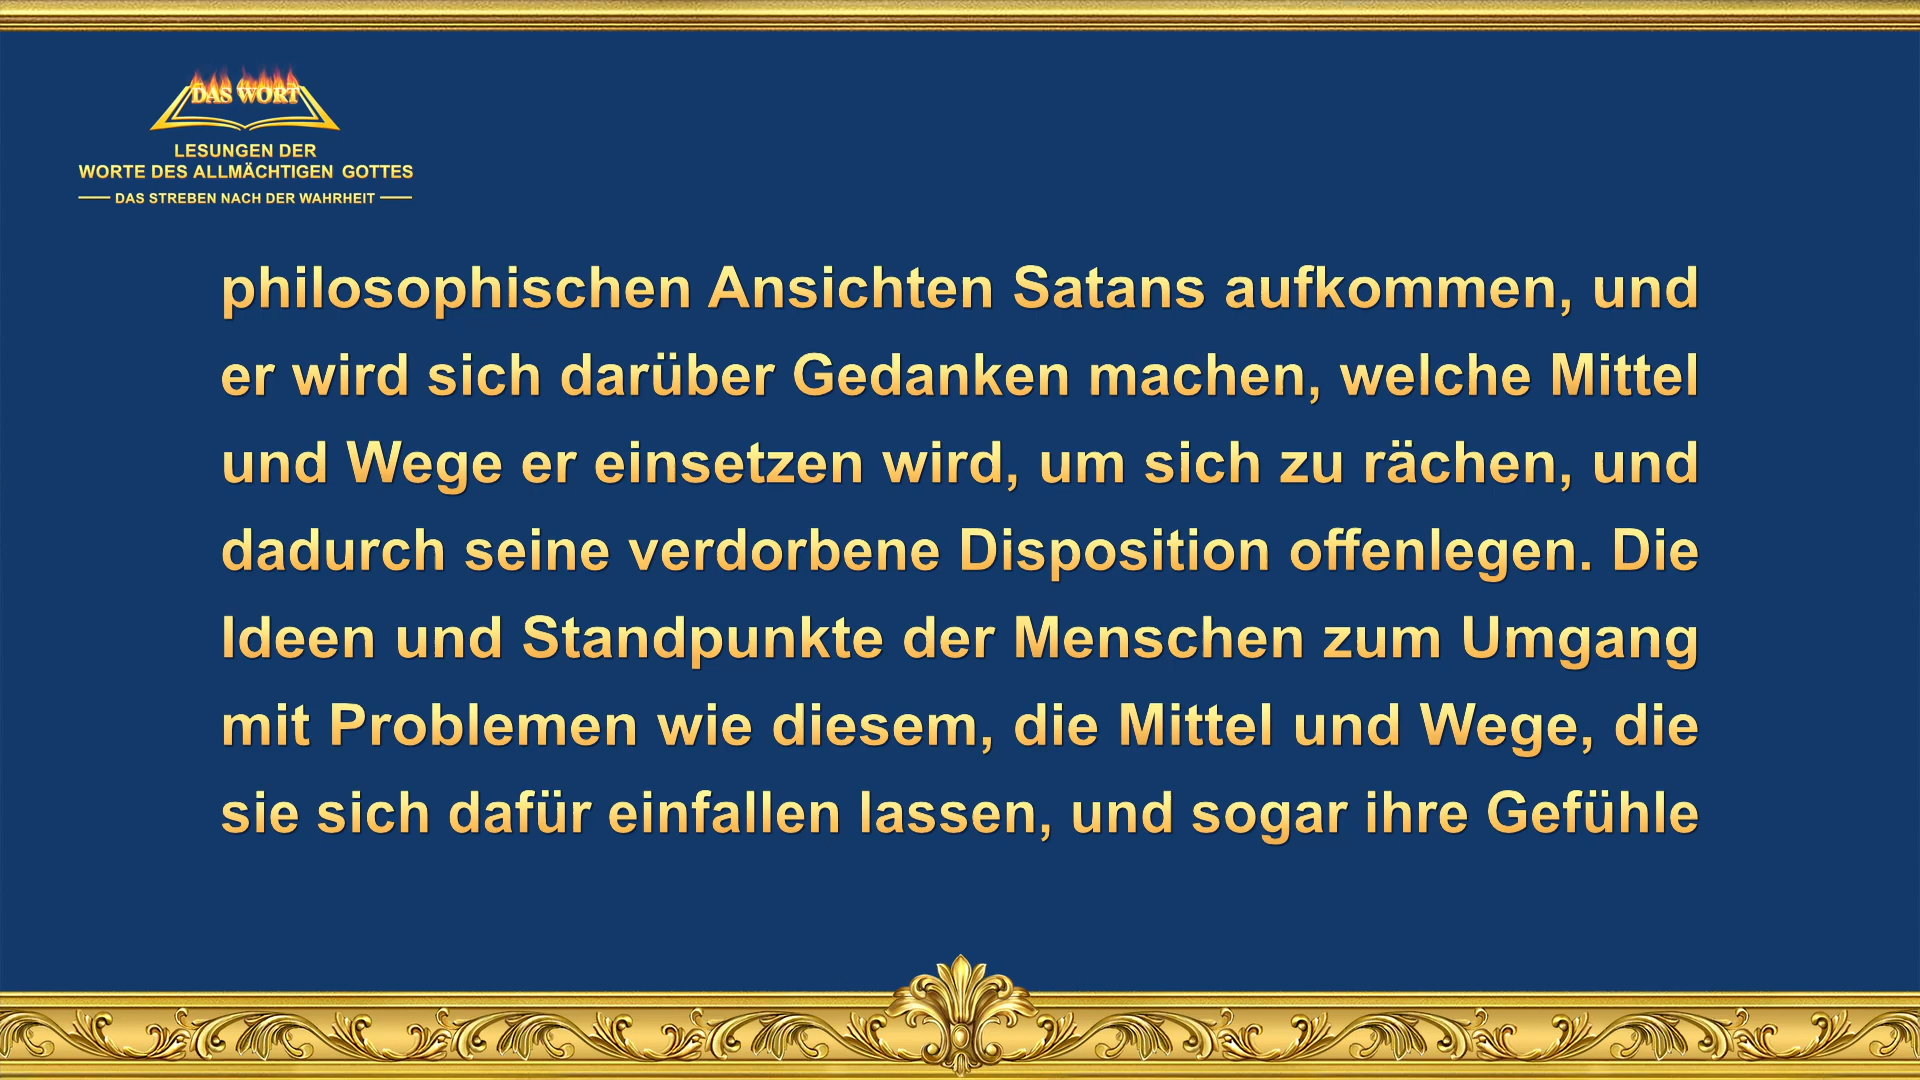 DAS WORT
LESUNGEN DER
WORTE DES ALLMÄCHTIGEN GOTTES
DAS STREBEN NACH DER WAHRHEIT
philosophischen Ansichten Satans aufkommen, und
er wird sich darüber Gedanken machen, welche Mittel
und Wege er einsetzen wird, um sich zu rächen, und
dadurch seine verdorbene Disposition offenlegen. Die
Ideen und Standpunkte der Menschen zum Umgang
mit Problemen wie diesem, die Mittel und Wege, die
sie sich dafür einfallen lassen, und sogar ihre Gefühle